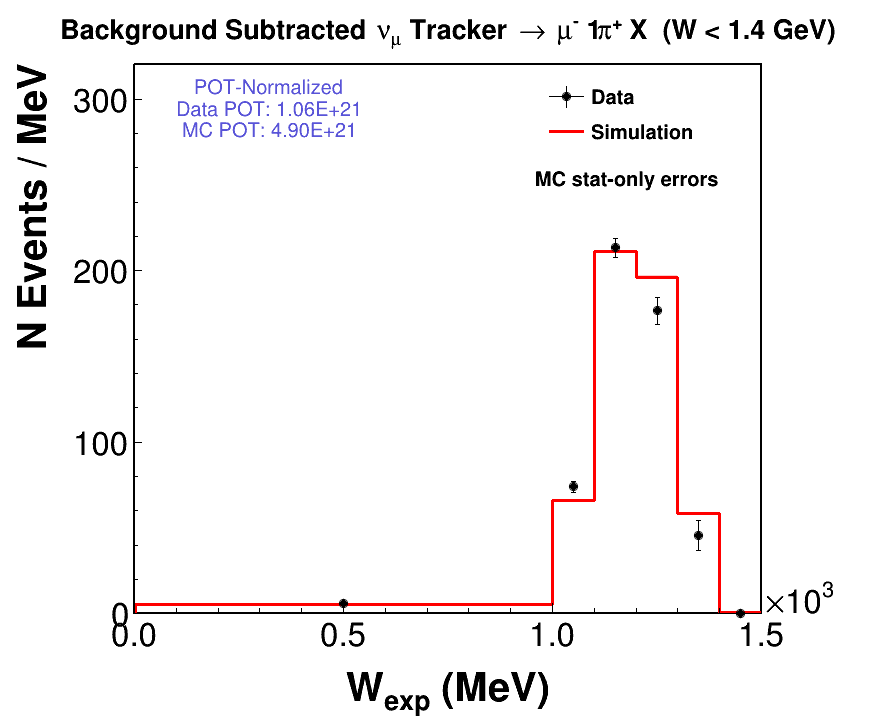 Background Subtracted νμ Tracker → μ- 1π+ X (W < 1.4 GeV)
N Events / MeV
POT-Normalized
Data POT: 1.06E+21
MC POT: 4.90E+21
Data
Simulation
MC stat-only errors
300
200
100
0
0.0 0.5 1.0 1.5
×10³
Wexp (MeV)